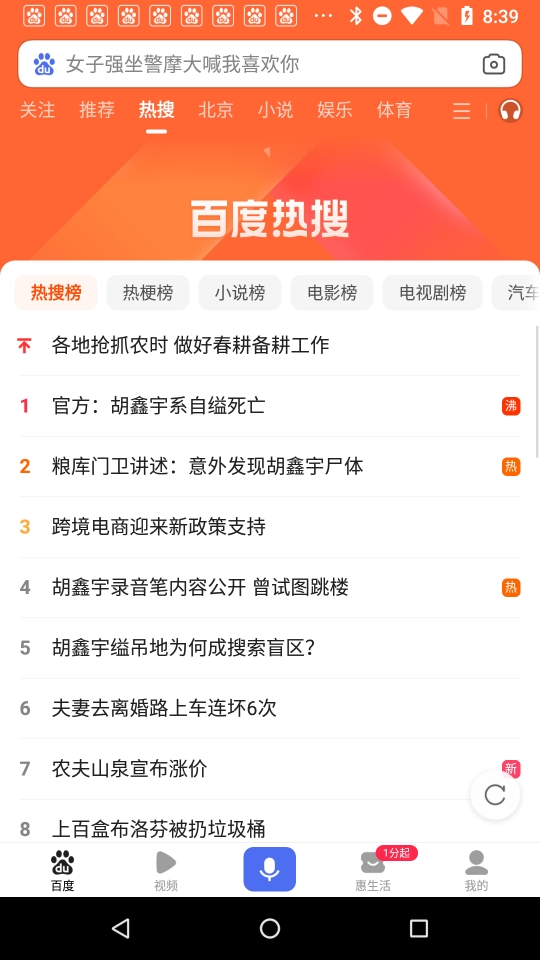 8:39
du 女子强坐警摩大喊我喜欢你
关注 推荐 热搜 北京 小说 娱乐 体育
百度热搜
热搜榜 热梗榜 小说榜 电影榜 电视剧榜 汽车
各地抢抓农时 做好春耕备耕工作
1 官方：胡鑫宇系自缢死亡 沸
2 粮库门卫讲述：意外发现胡鑫宇尸体 热
3 跨境电商迎来新政策支持
4 胡鑫宇录音笔内容公开 曾试图跳楼 热
5 胡鑫宇缢吊地为何成搜索盲区？
6 夫妻去离婚路上车连坏6次
7 农夫山泉宣布涨价 新
8 上百盒布洛芬被扔垃圾桶
1分起
百度 视频 惠生活 我的